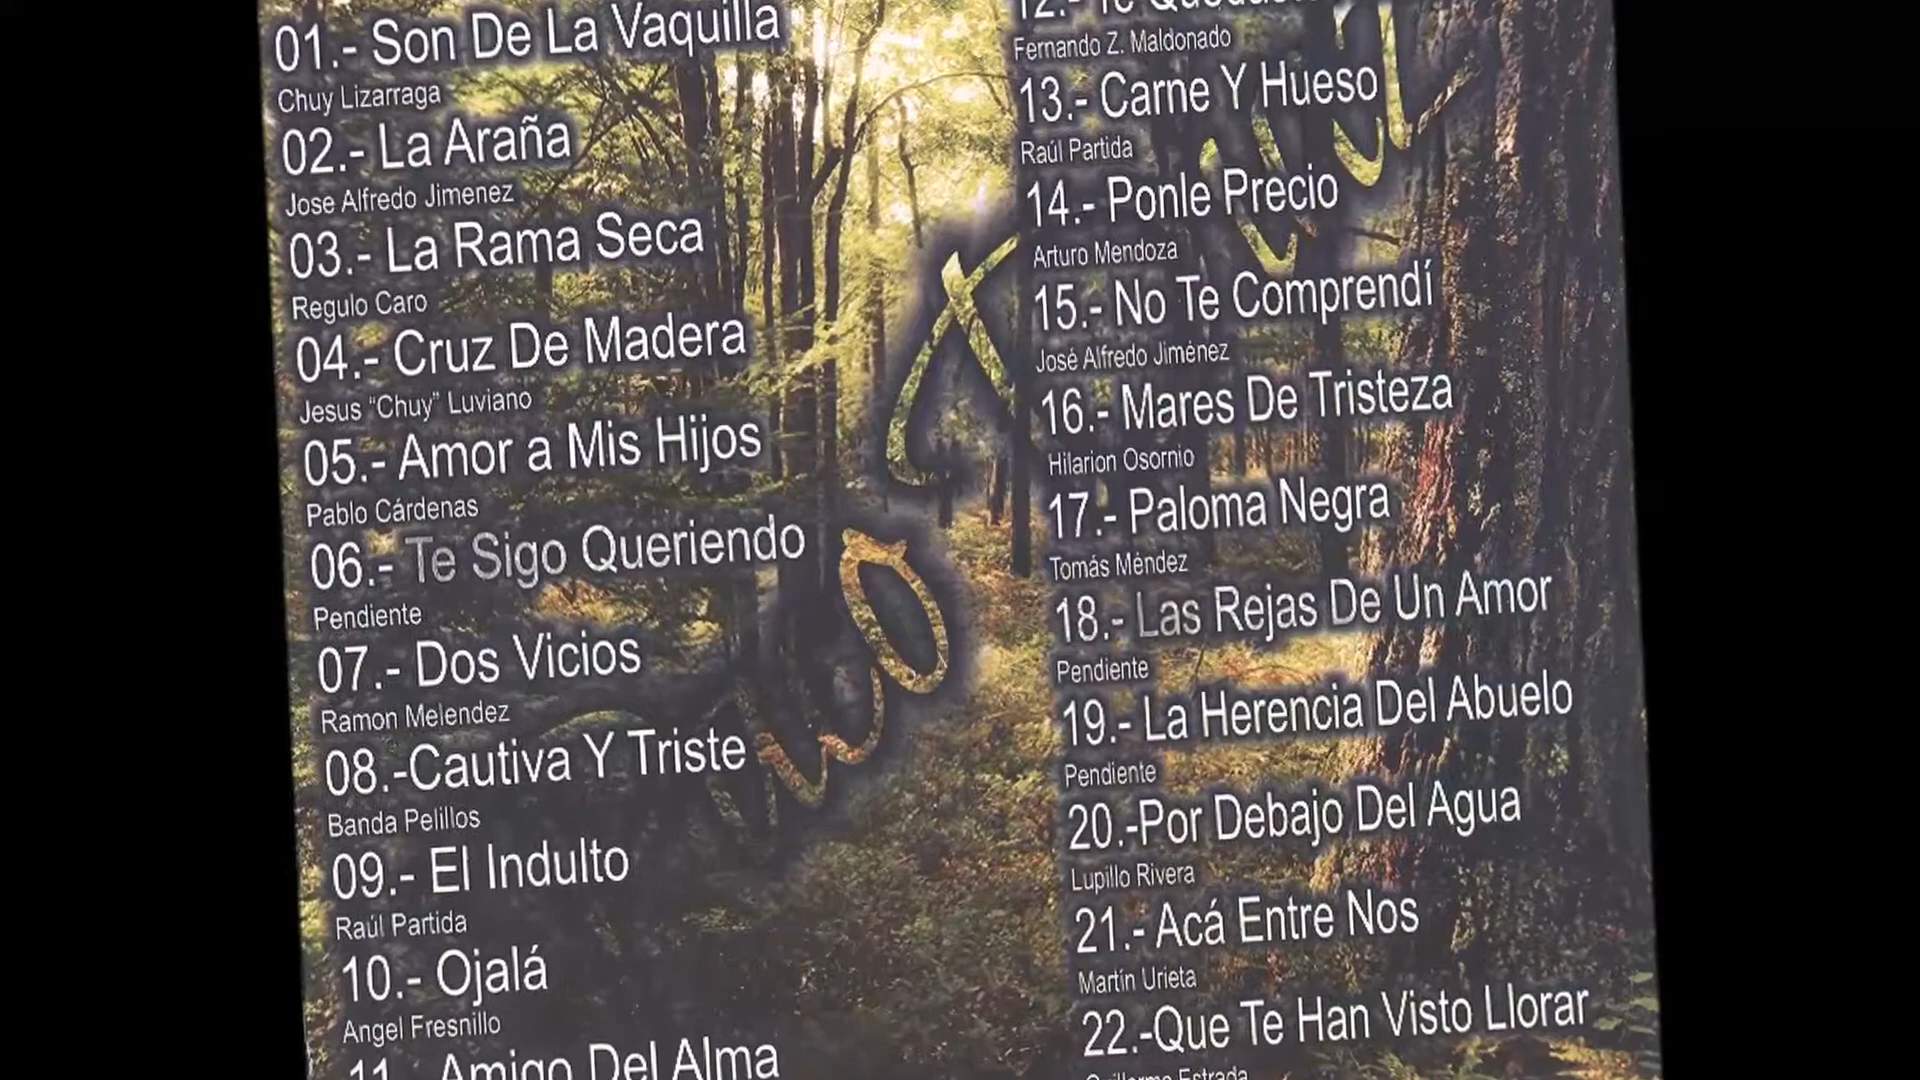 01.- Son De La Vaquilla
Chuy Lizarraga
02.- La Araña
Jose Alfredo Jimenez
03.- La Rama Seca
Regulo Caro
04.- Cruz De Madera
Jesus “Chuy” Luviano
05.- Amor a Mis Hijos
Pablo Cárdenas
06.- Te Sigo Queriendo
Pendiente
07.- Dos Vicios
Ramon Melendez
08.-Cautiva Y Triste
Banda Pelillos
09.- El Indulto
Raúl Partida
10.- Ojalá
Angel Fresnillo
11.- Amigo Del Alma
12.- Te
Fernando Z. Maldonado
13.- Carne Y Hueso
Raúl Partida
14.- Ponle Precio
Arturo Mendoza
15.- No Te Comprendí
José Alfredo Jiménez
16.- Mares De Tristeza
Hilarion Osornio
17.- Paloma Negra
Tomás Méndez
18.- Las Rejas De Un Amor
Pendiente
19.- La Herencia Del Abuelo
Pendiente
20.-Por Debajo Del Agua
Lupillo Rivera
21.- Acá Entre Nos
Martín Urieta
22.-Que Te Han Visto Llorar
Guillermo Estrada